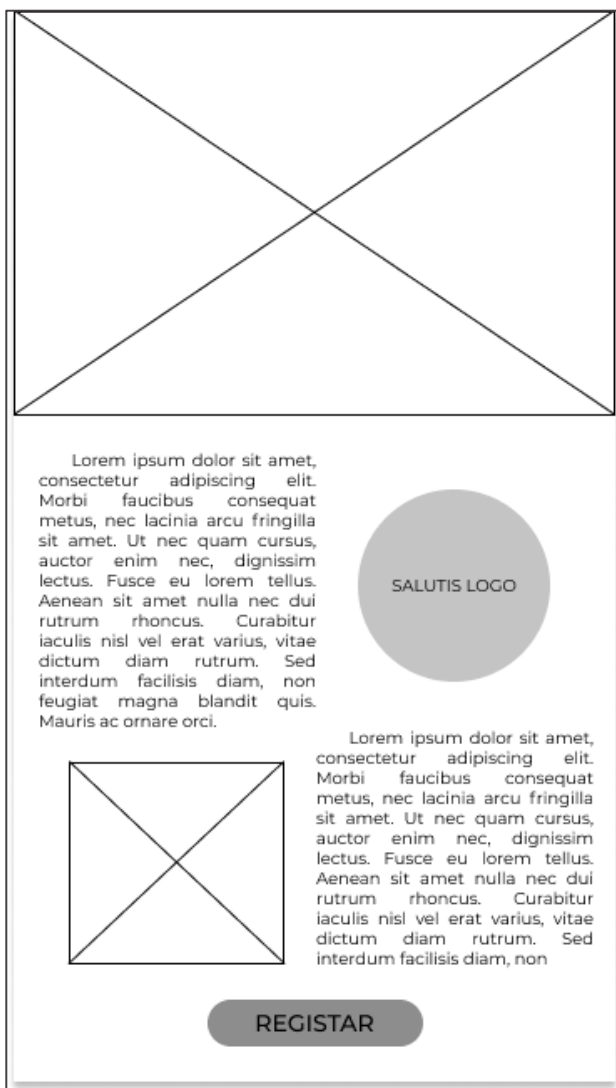 Lorem ipsum dolor sit amet,
consectetur adipiscing elit.
Morbi faucibus consequat
metus, nec lacinia arcu fringilla
sit amet. Ut nec quam cursus,
auctor enim nec, dignissim
lectus. Fusce eu lorem tellus.
Aenean sit amet nulla nec dui
rutrum rhoncus. Curabitur
iaculis nisl vel erat varius, vitae
dictum diam rutrum. Sed
interdum facilisis diam, non
feugiat magna blandit quis.
Mauris ac ornare orci.
SALUTIS LOGO
Lorem ipsum dolor sit amet,
consectetur adipiscing elit.
Morbi faucibus consequat
metus, nec lacinia arcu fringilla
sit amet. Ut nec quam cursus,
auctor enim nec, dignissim
lectus. Fusce eu lorem tellus.
Aenean sit amet nulla nec dui
rutrum rhoncus. Curabitur
iaculis nisl vel erat varius, vitae
dictum diam rutrum. Sed
interdum facilisis diam, non
REGISTAR